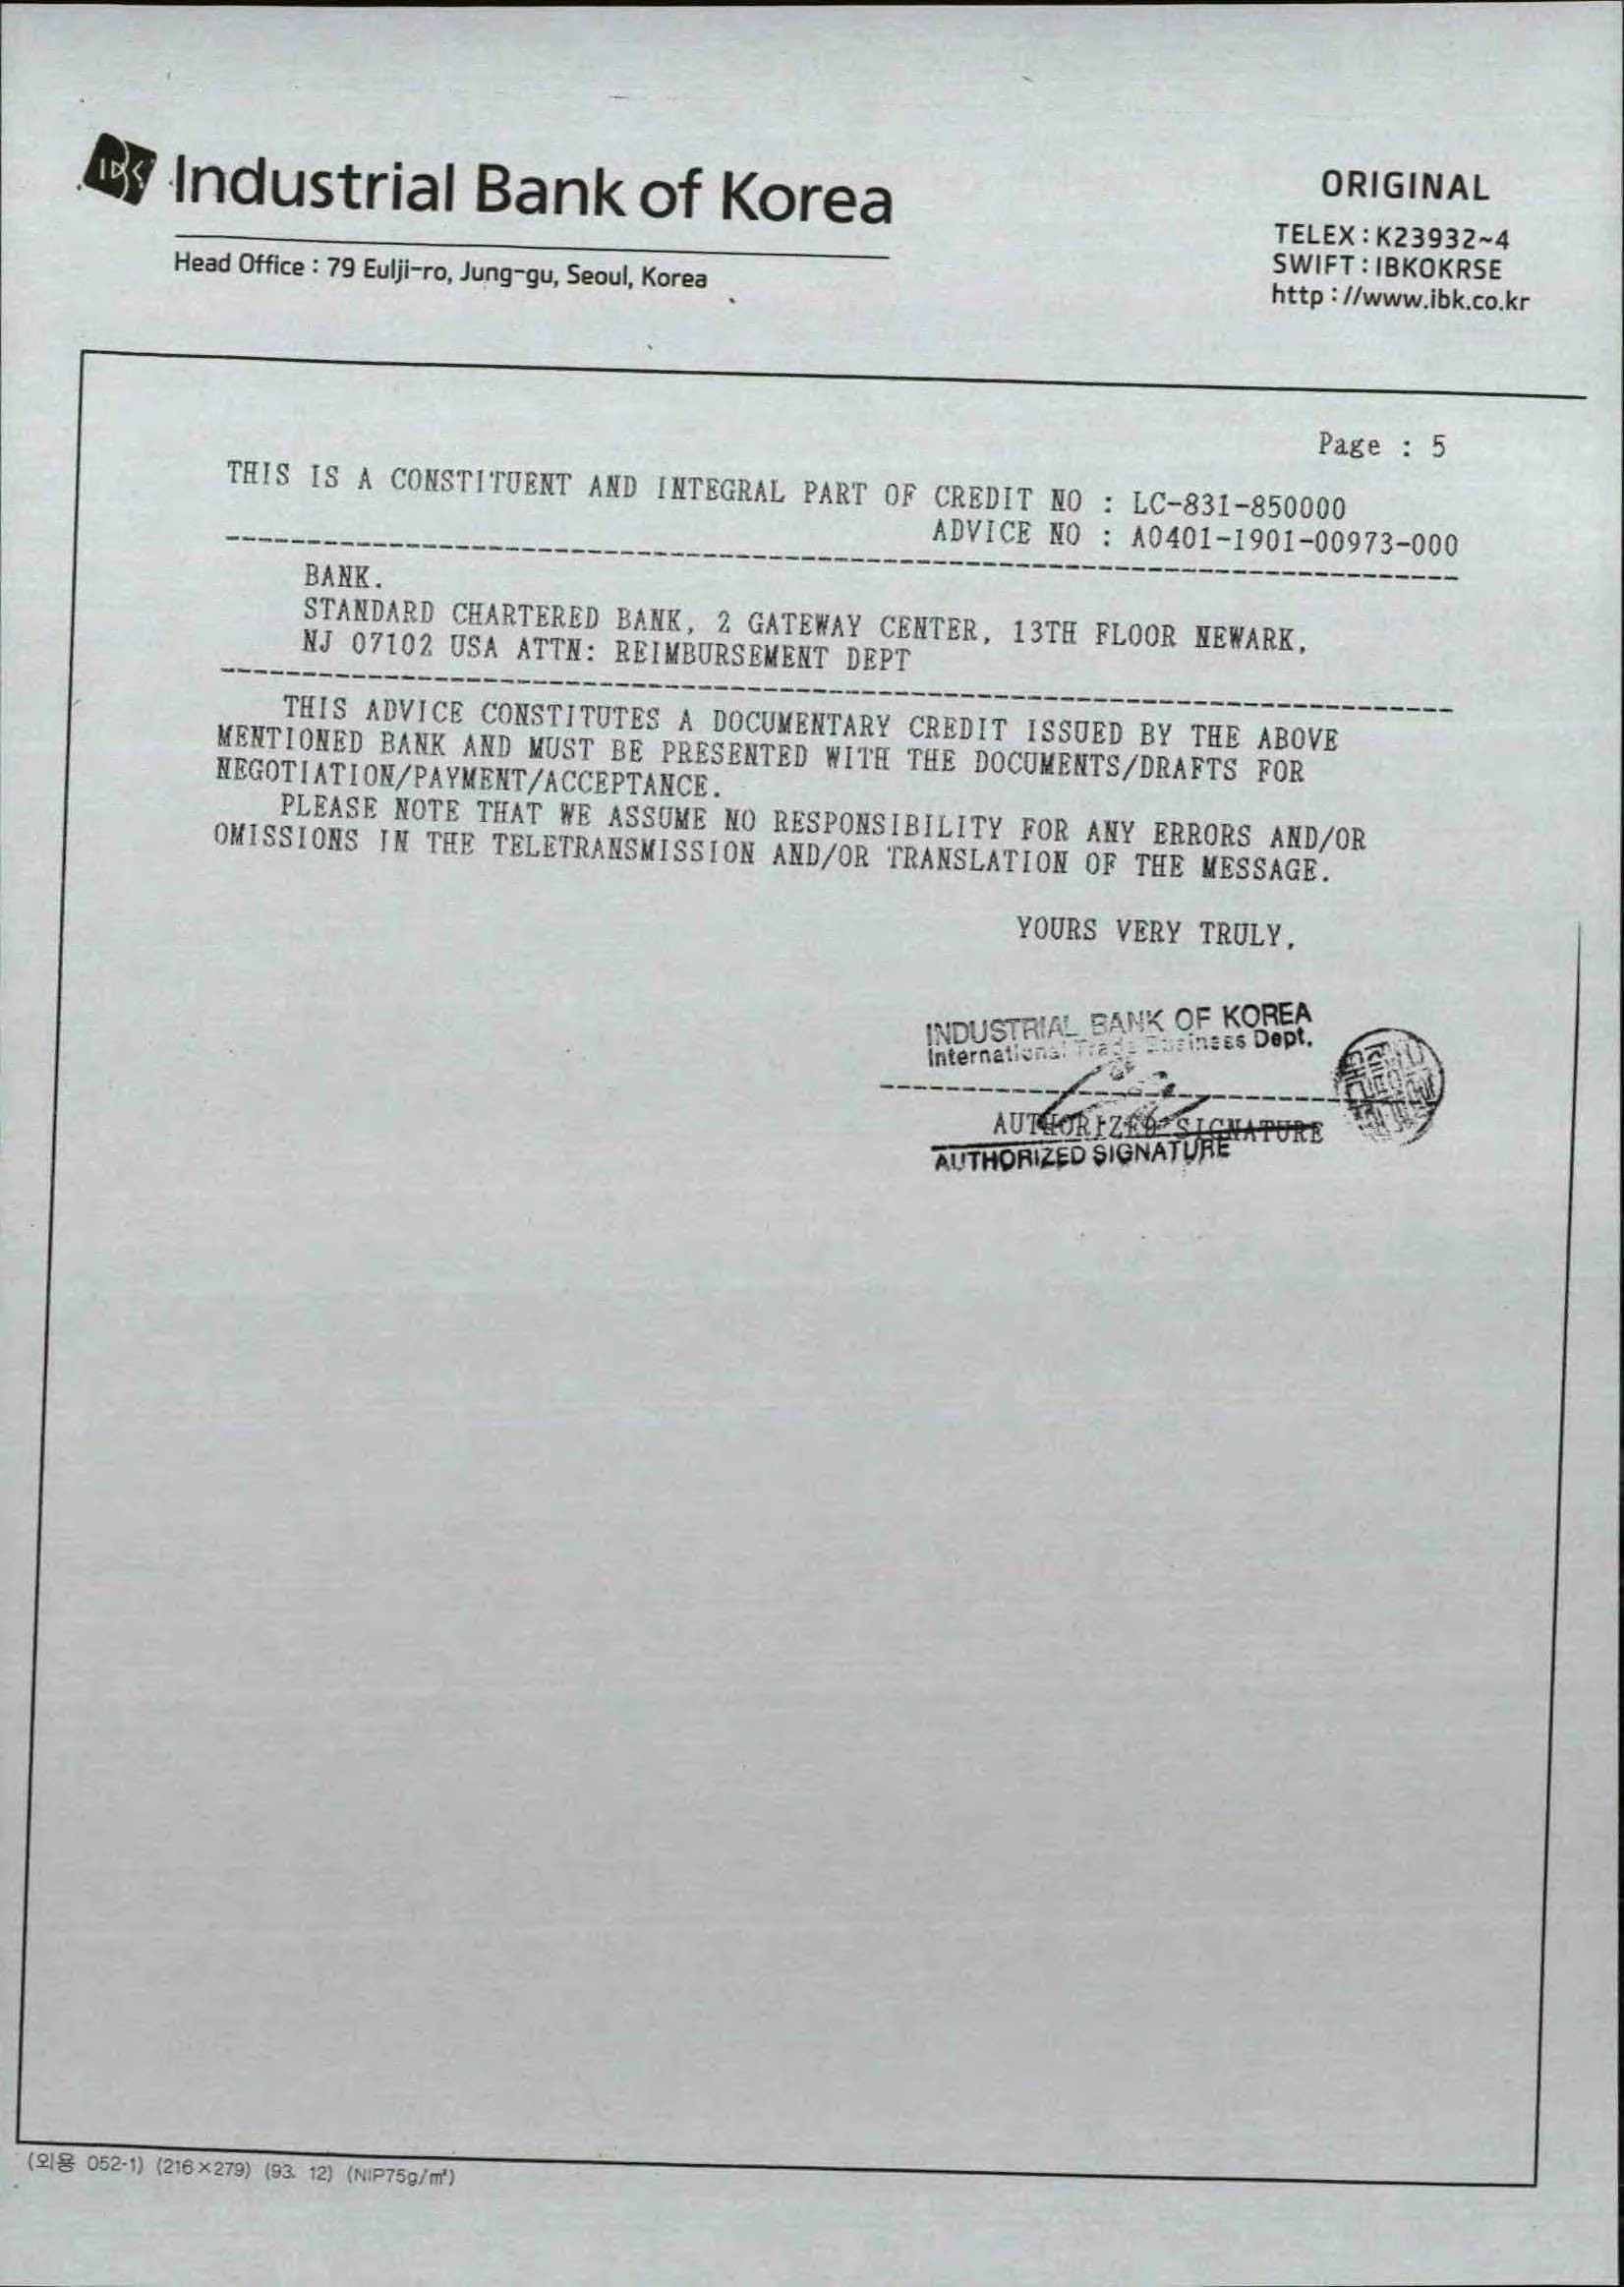 IBK Industrial Bank of Korea
Head Office : 79 Eulji-ro, Jung-gu, Seoul, Korea
ORIGINAL
TELEX : K23932~4
SWIFT : IBKOKRSE
http : //www.ibk.co.kr
Page : 5
THIS IS A CONSTITUENT AND INTEGRAL PART OF CREDIT NO : LC-831-850000
ADVICE NO : A0401-1901-00973-000
BANK.
STANDARD CHARTERED BANK, 2 GATEWAY CENTER, 13TH FLOOR NEWARK,
NJ 07102 USA ATTN: REIMBURSEMENT DEPT
THIS ADVICE CONSTITUTES A DOCUMENTARY CREDIT ISSUED BY THE ABOVE
MENTIONED BANK AND MUST BE PRESENTED WITH THE DOCUMENTS/DRAFTS FOR
NEGOTIATION/PAYMENT/ACCEPTANCE.
PLEASE NOTE THAT WE ASSUME NO RESPONSIBILITY FOR ANY ERRORS AND/OR
OMISSIONS IN THE TELETRANSMISSION AND/OR TRANSLATION OF THE MESSAGE.
YOURS VERY TRULY,
INDUSTRIAL BANK OF KOREA
International Trade Business Dept.
AUTHORIZED SIGNATURE
AUTHORIZED SIGNATURE
(외용 052-1) (216×279) (93. 12) (NIP75g/㎡)